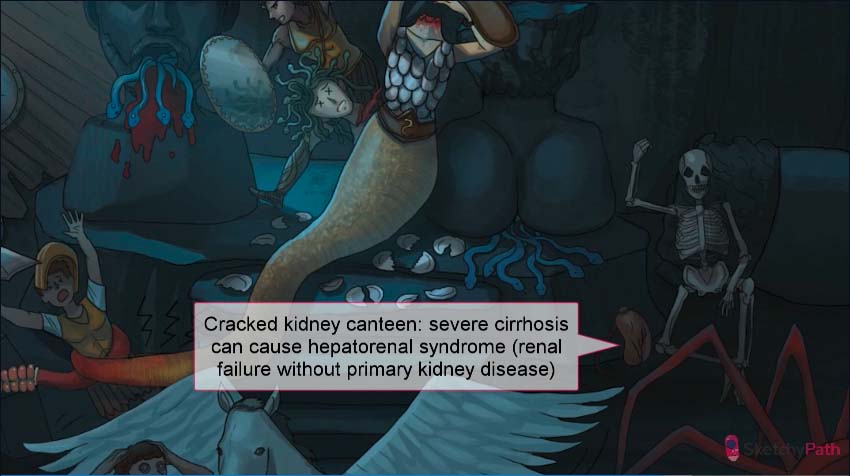 Cracked kidney canteen: severe cirrhosis
can cause hepatorenal syndrome (renal
failure without primary kidney disease)
SketchyPath